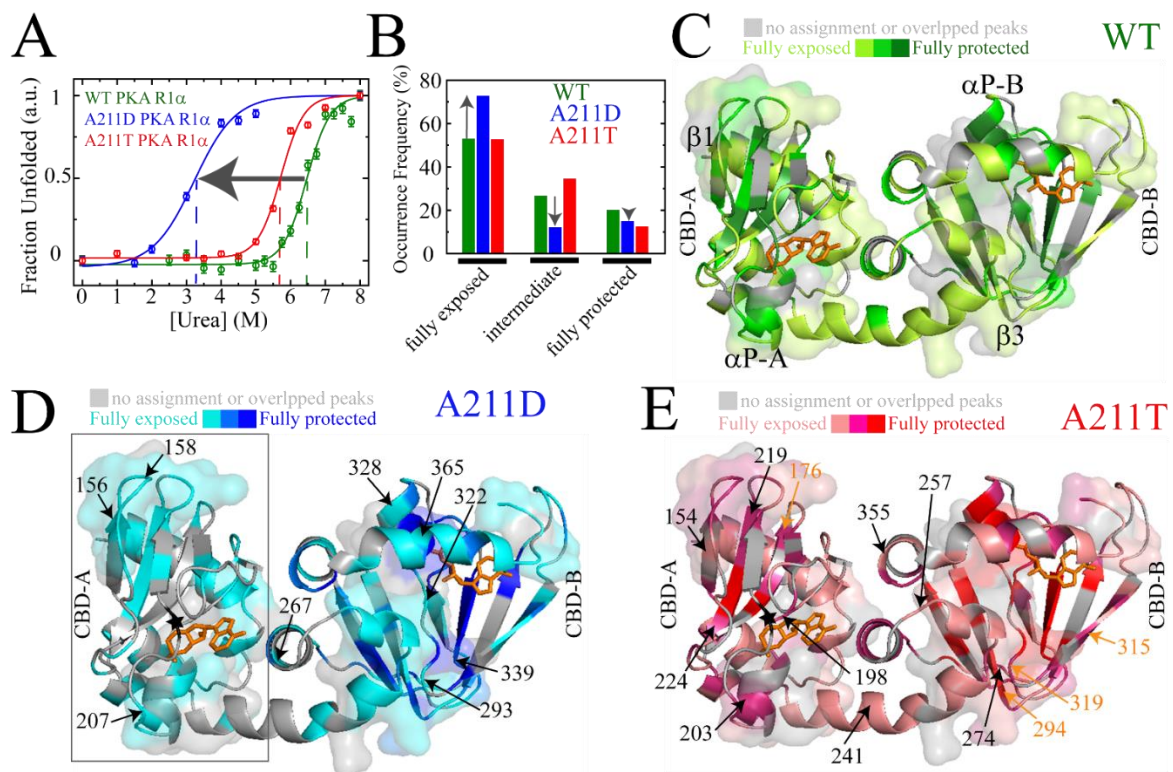 A
Fraction Unfolded (a.u.)
1
0.5
0
WT PKA R1α
A211D PKA R1α
A211T PKA R1α
0 1 2 3 4 5 6 7 8
[Urea] (M)
B
Occurrence Frequency (%)
80
60
40
20
0
WT
A211D
A211T
fully exposed
intermediate
fully protected
C
no assignment or overlpped peaks
Fully exposed Fully protected
WT
β1
αP-B
CBD-A
CBD-B
αP-A
β3
D
no assignment or overlpped peaks
Fully exposed Fully protected
A211D
158
156
328
365
322
CBD-A
CBD-B
267
339
293
207
E
no assignment or overlpped peaks
Fully exposed Fully protected
A211T
219
176
257
154
355
CBD-A
CBD-B
315
224
198
319
203
294
274
241